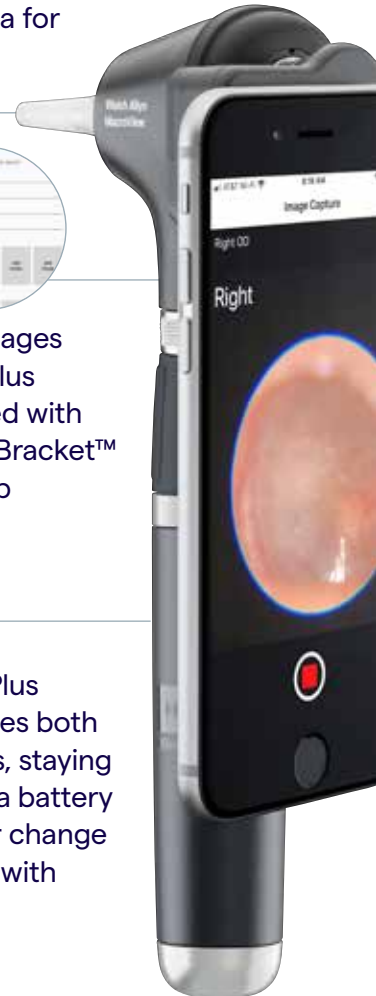 a for
Welch Allyn
MacroView
Image Capture
Right OD
Right
ages
lus
ed with
Bracket™
p
Plus
es both
s, staying
a battery
r change
with